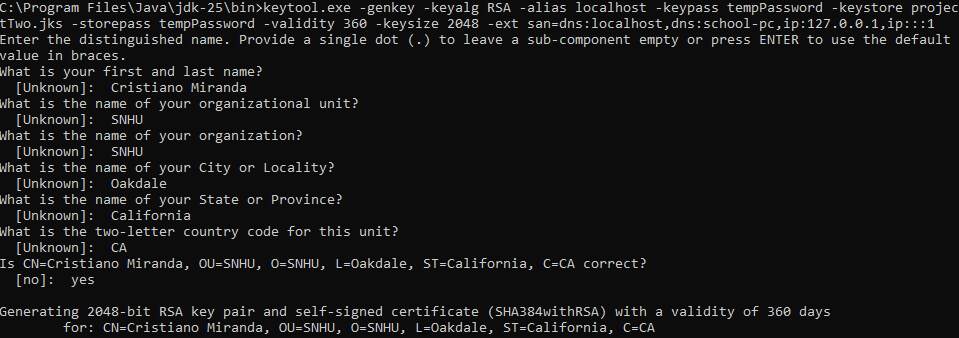 C:\Program Files\Java\jdk-25\bin>keytool.exe -genkey -keyalg RSA -alias localhost -keypass tempPassword -keystore projec
tTwo.jks -storepass tempPassword -validity 360 -keysize 2048 -ext san=dns:localhost,dns:school-pc,ip:127.0.0.1,ip:::1
Enter the distinguished name. Provide a single dot (.) to leave a sub-component empty or press ENTER to use the default
value in braces.
What is your first and last name?
  [Unknown]:  Cristiano Miranda
What is the name of your organizational unit?
  [Unknown]:  SNHU
What is the name of your organization?
  [Unknown]:  SNHU
What is the name of your City or Locality?
  [Unknown]:  Oakdale
What is the name of your State or Province?
  [Unknown]:  California
What is the two-letter country code for this unit?
  [Unknown]:  CA
Is CN=Cristiano Miranda, OU=SNHU, O=SNHU, L=Oakdale, ST=California, C=CA correct?
  [no]:  yes

Generating 2048-bit RSA key pair and self-signed certificate (SHA384withRSA) with a validity of 360 days
        for: CN=Cristiano Miranda, OU=SNHU, O=SNHU, L=Oakdale, ST=California, C=CA